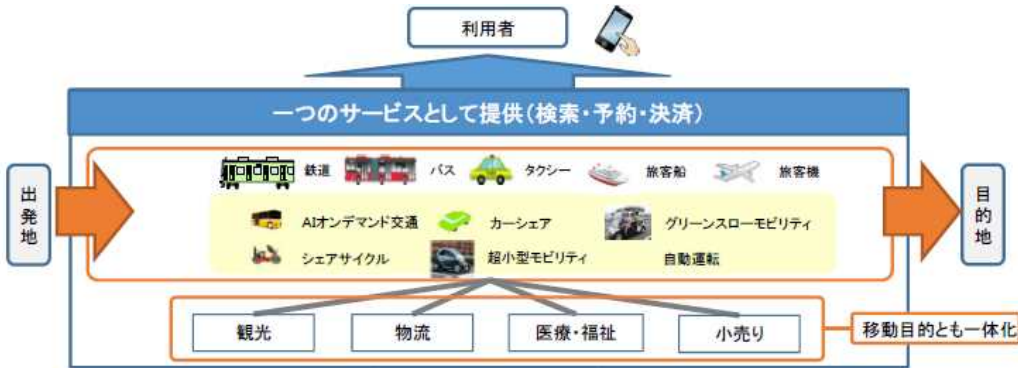 利用者
一つのサービスとして提供(検索・予約・決済)
出発地
鉄道 バス タクシー 旅客船 旅客機
AIオンデマンド交通 カーシェア グリーンスローモビリティ
シェアサイクル 超小型モビリティ 自動運転
目的地
観光 物流 医療・福祉 小売り
移動目的とも一体化